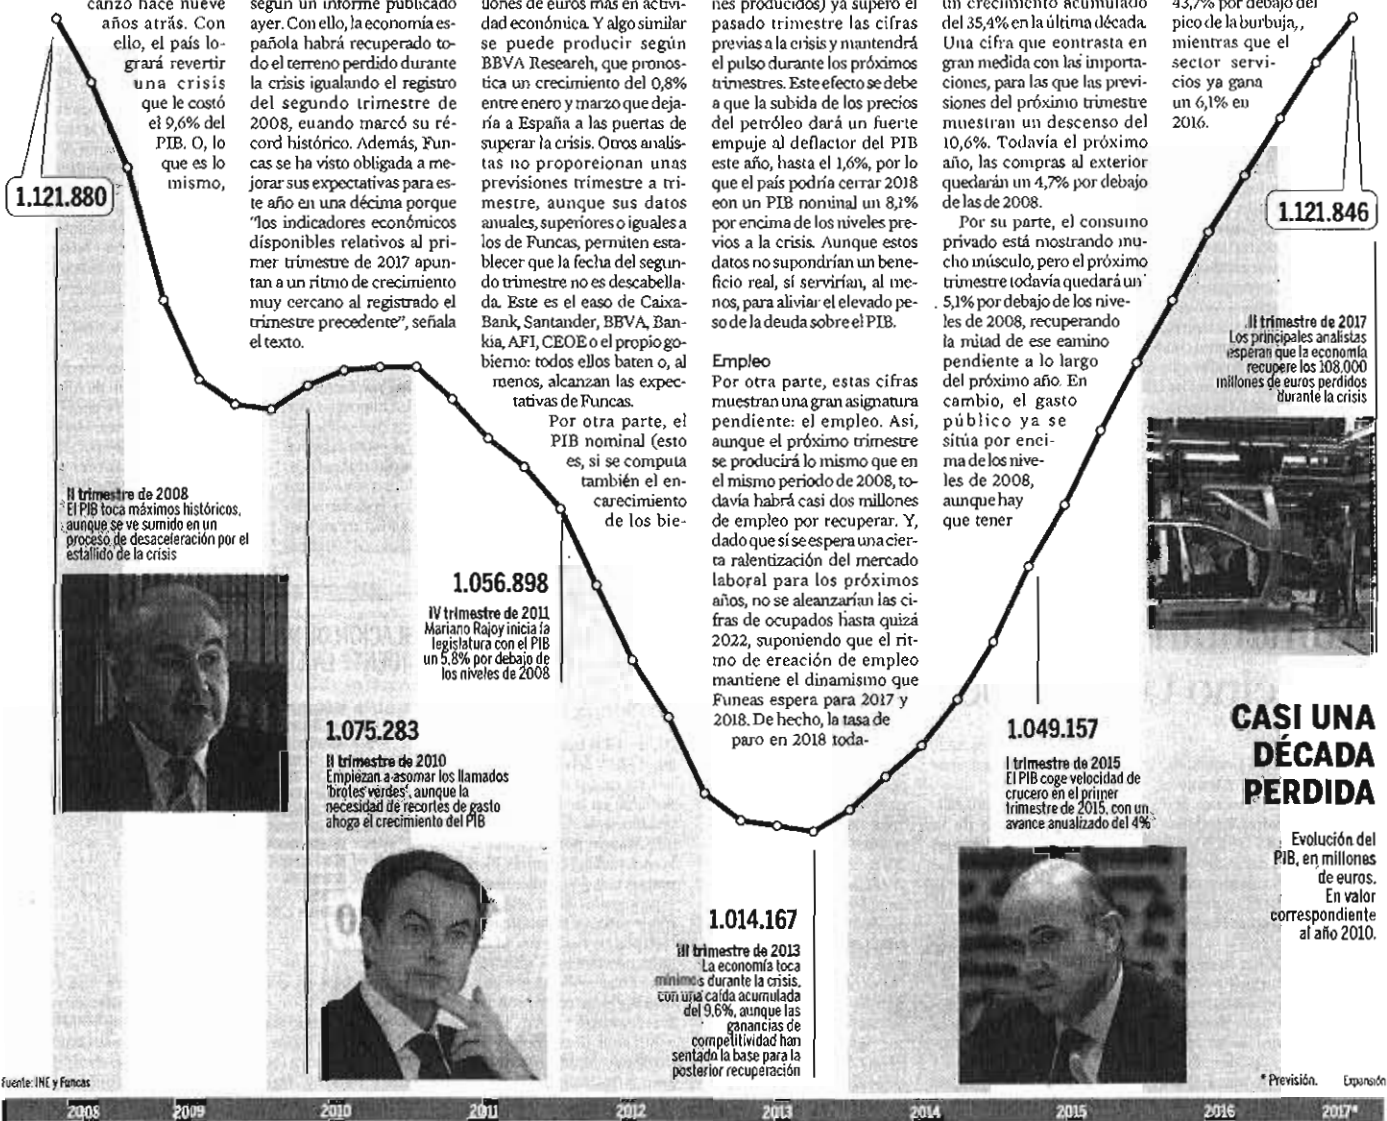 canzó hace nueve
años atrás. Con
ello, el país lo-
grará revertir
una crisis
que le costó
el 9,6% del
PIB. O, lo
que es lo
mismo,
según un informe publicado
ayer. Con ello, la economía es-
pañola habrá recuperado to-
do el terreno perdido durante
la crisis igualando el registro
del segundo trimestre de
2008, cuando marcó su ré-
cord histórico. Además, Fun-
cas se ha visto obligada a me-
jorar sus expectativas para es-
te año en una décima porque
"los indicadores económicos
disponibles relativos al pri-
mer trimestre de 2017 apun-
tan a un ritmo de crecimiento
muy cercano al registrado el
trimestre precedente", señala
el texto.
llones de euros más en activi-
dad económica. Y algo similar
se puede producir según
BBVA Research, que pronos-
tica un crecimiento del 0,8%
entre enero y marzo que deja-
ría a España a las puertas de
superar la crisis. Otros analis-
tas no proporcionan unas
previsiones trimestre a tri-
mestre, aunque sus datos
anuales, superiores o iguales a
los de Funcas, permiten esta-
blecer que la fecha del segun-
do trimestre no es descabella-
da. Este es el caso de Caixa-
Bank, Santander, BBVA, Ban-
kia, AFI, CEOE o el propio go-
bierno: todos ellos baten o, al
menos, alcanzan las expec-
tativas de Funcas.
Por otra parte, el
PIB nominal (esto
es, si se computa
también el en-
carecimiento
de los bie-
nes producidos) ya superó el
pasado trimestre las cifras
previas a la crisis y mantendrá
el pulso durante los próximos
trimestres. Este efecto se debe
a que la subida de los precios
del petróleo dará un fuerte
empuje al deflactor del PIB
este año, hasta el 1,6%, por lo
que el país podría cerrar 2018
con un PIB nominal un 8,1%
por encima de los niveles pre-
vios a la crisis. Aunque estos
datos no supondrían un bene-
ficio real, sí servirían, al me-
nos, para aliviar el elevado pe-
so de la deuda sobre el PIB.
Empleo
Por otra parte, estas cifras
muestran una gran asignatura
pendiente: el empleo. Así,
aunque el próximo trimestre
se producirá lo mismo que en
el mismo periodo de 2008, to-
davía habrá casi dos millones
de empleo por recuperar. Y,
dado que sí se espera una cier-
ta ralentización del mercado
laboral para los próximos
años, no se alcanzarían las ci-
fras de ocupados hasta quizá
2022, suponiendo que el rit-
mo de creación de empleo
mantiene el dinamismo que
Funcas espera para 2017 y
2018. De hecho, la tasa de
paro en 2018 toda-
un crecimiento acumulado
del 35,4% en la última década.
Una cifra que contrasta en
gran medida con las importa-
ciones, para las que las previ-
siones del próximo trimestre
muestran un descenso del
10,6%. Todavía el próximo
año, las compras al exterior
quedarán un 4,7% por debajo
de las de 2008.
Por su parte, el consumo
privado está mostrando mu-
cho músculo, pero el próximo
trimestre todavía quedará un
5,1% por debajo de los nive-
les de 2008, recuperando
la mitad de ese camino
pendiente a lo largo
del próximo año. En
cambio, el gasto
público ya se
sitúa por enci-
ma de los nive-
les de 2008,
aunque hay
que tener
43,7% por debajo del
pico de la burbuja,
mientras que el
sector servi-
cios ya gana
un 6,1% en
2016.
1.121.880
II trimestre de 2008
El PIB toca máximos históricos,
aunque se ve sumido en un
proceso de desaceleración por el
estallido de la crisis
1.075.283
II trimestre de 2010
Empiezan a asomar los llamados
'brotes verdes', aunque la
necesidad de recortes de gasto
ahoga el crecimiento del PIB
1.056.898
IV trimestre de 2011
Mariano Rajoy inicia la
legislatura con el PIB
un 5,8% por debajo de
los niveles de 2008
1.014.167
III trimestre de 2013
La economía toca
mínimos durante la crisis,
con una caída acumulada
del 9,6%, aunque las
ganancias de
competitividad han
sentado la base para la
posterior recuperación
1.049.157
I trimestre de 2015
El PIB coge velocidad de
crucero en el primer
trimestre de 2015, con un
avance anualizado del 4%
1.121.846
II trimestre de 2017
Los principales analistas
esperan que la economía
recupere los 108.000
millones de euros perdidos
durante la crisis
CASI UNA
DÉCADA
PERDIDA
Evolución del
PIB, en millones
de euros.
En valor
correspondiente
al año 2010.
Fuente: INE y Funcas
* Previsión.
Expansión
2008 2009 2010 2011 2012 2013 2014 2015 2016 2017*